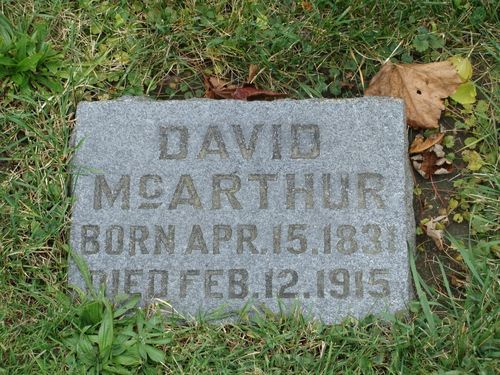 DAVID
McARTHUR
BORN APR. 15. 1831
DIED FEB. 12. 1915